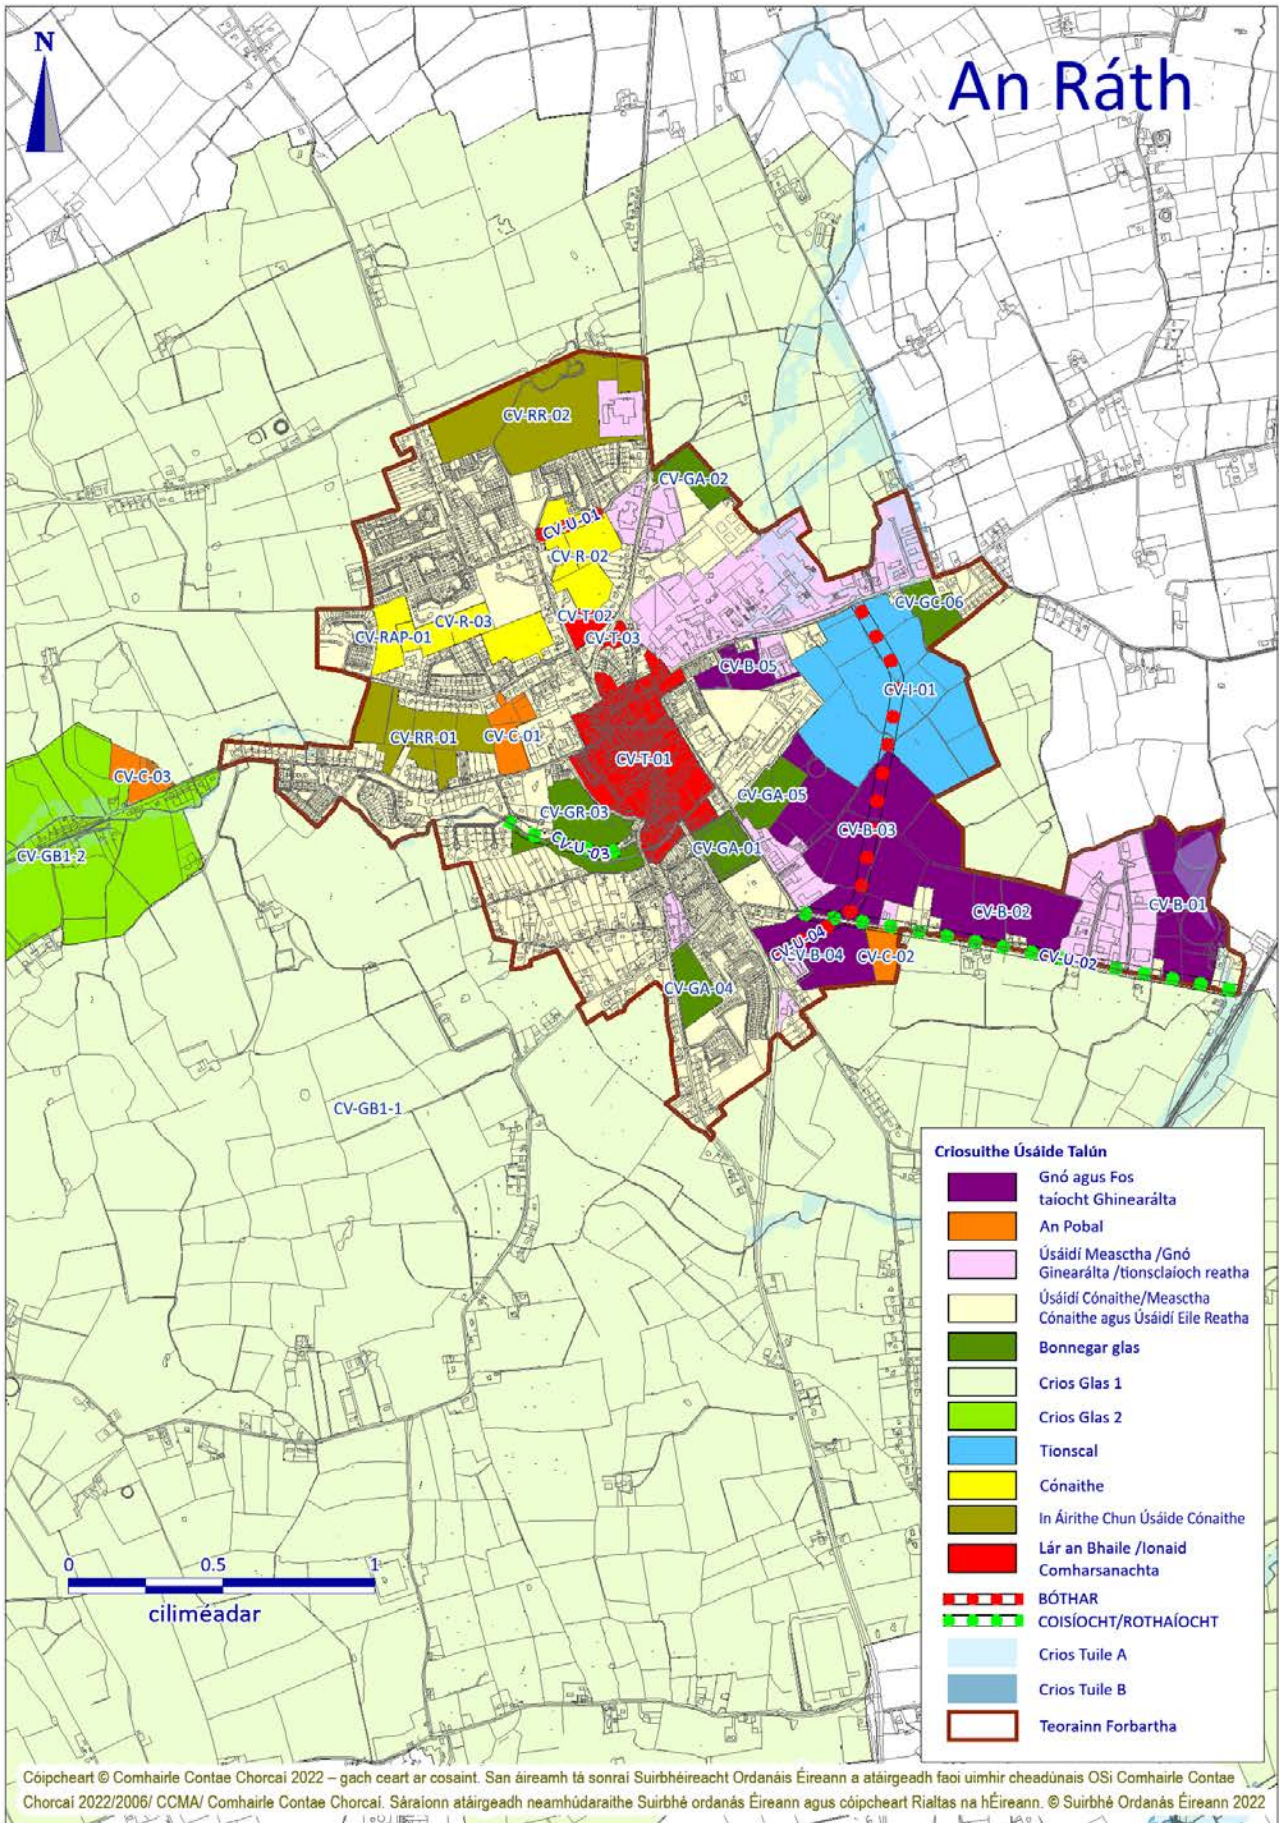 N
An Ráth
CV-RR-02
CV-GA-02
CV-U-01
CV-R-02
CV-GC-06
CV-T-02
CV-R-03
CV-RAP-01
CV-T-03
CV-B-05
CV-I-01
CV-RR-01
CV-C-01
CV-T-01
CV-C-03
CV-GA-05
CV-GR-03
CV-B-03
CV-U-03
CV-GA-01
CV-GB1-2
CV-B-02
CV-B-01
CV-U-04
CV-B-04
CV-C-02
CV-U-02
CV-GA-04
CV-GB1-1
Criosuithe Úsáide Talún
Gnó agus Fos
taíocht Ghinearálta
An Pobal
Úsáidí Measctha /Gnó
Ginearálta /tionsclaíoch reatha
Úsáidí Cónaithe/Measctha
Cónaithe agus Úsáidí Eile Reatha
Bonnegar glas
Crios Glas 1
Crios Glas 2
Tionscal
Cónaithe
In Áirithe Chun Úsáide Cónaithe
Lár an Bhaile /Ionaid
Comharsanachta
BÓTHAR
COISÍOCHT/ROTHAÍOCHT
Crios Tuile A
Crios Tuile B
Teorainn Forbartha
0 0.5 1
ciliméadar
Cóipcheart © Comhairle Contae Chorcaí 2022 – gach ceart ar cosaint. San áireamh tá sonraí Suirbhéireacht Ordanáis Éireann a atáirgeadh faoi uimhir cheadúnais OSi Comhairle Contae
Chorcaí 2022/2006/ CCMA/ Comhairle Contae Chorcaí. Sáraíonn atáirgeadh neamhúdaraithe Suirbhé ordanás Éireann agus cóipcheart Rialtas na hÉireann. © Suirbhé Ordanás Éireann 2022